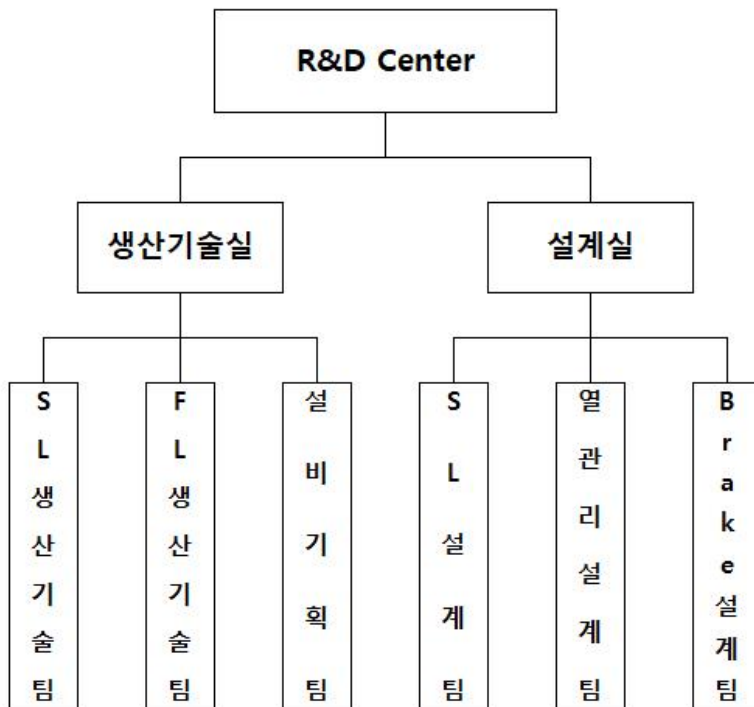 R&D Center
생산기술실
설계실
SL생산기술팀
FL생산기술팀
설비기획팀
SL설계팀
열관리설계팀
Brake설계팀